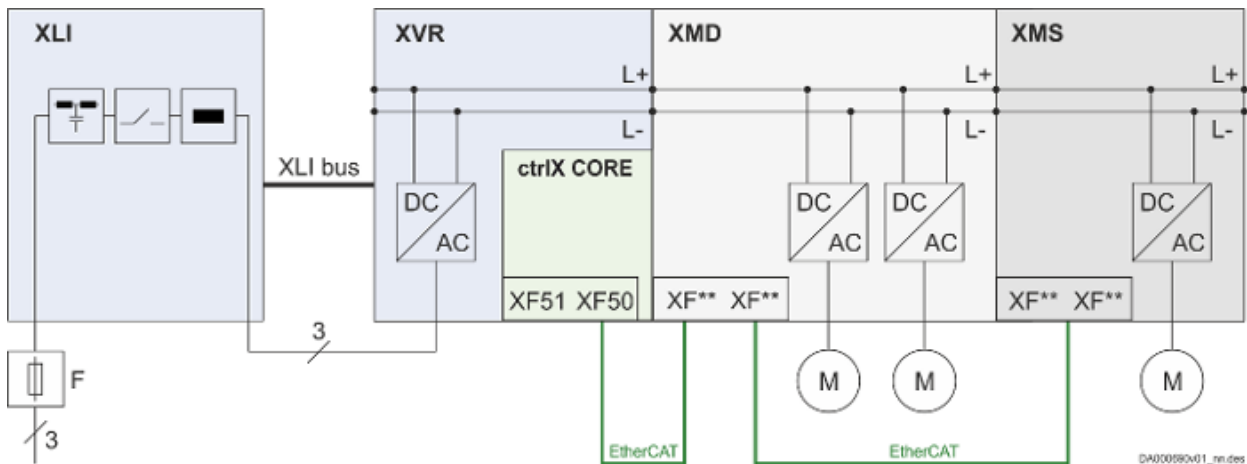 XLI
XVR
XMD
XMS
L+
L+
L+
L-
L-
L-
XLI bus
ctrlX CORE
DC
AC
DC
AC
DC
AC
DC
AC
XF51 XF50
XF** XF**
XF** XF**
3
F
M
M
M
3
EtherCAT
EtherCAT
DA000690v01_nn.des